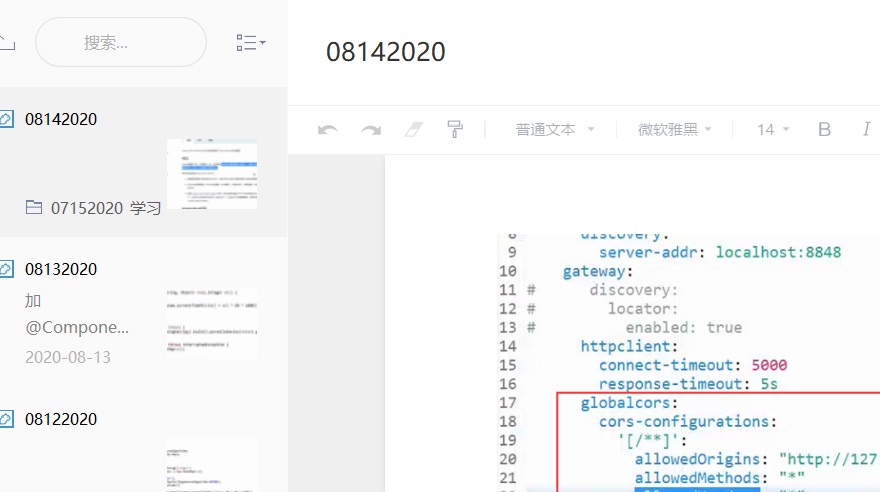 搜索...
08142020
07152020 学习
08132020
加
@Compone...
2020-08-13
08122020
08142020
普通文本 微软雅黑 14 B I
8 discovery:
9 server-addr: localhost:8848
10 gateway:
11 # discovery:
12 # locator:
13 # enabled: true
14 httpclient:
15 connect-timeout: 5000
16 response-timeout: 5s
17 globalcors:
18 cors-configurations:
19 '[/**]':
20 allowedOrigins: "http://127
21 allowedMethods: "*"